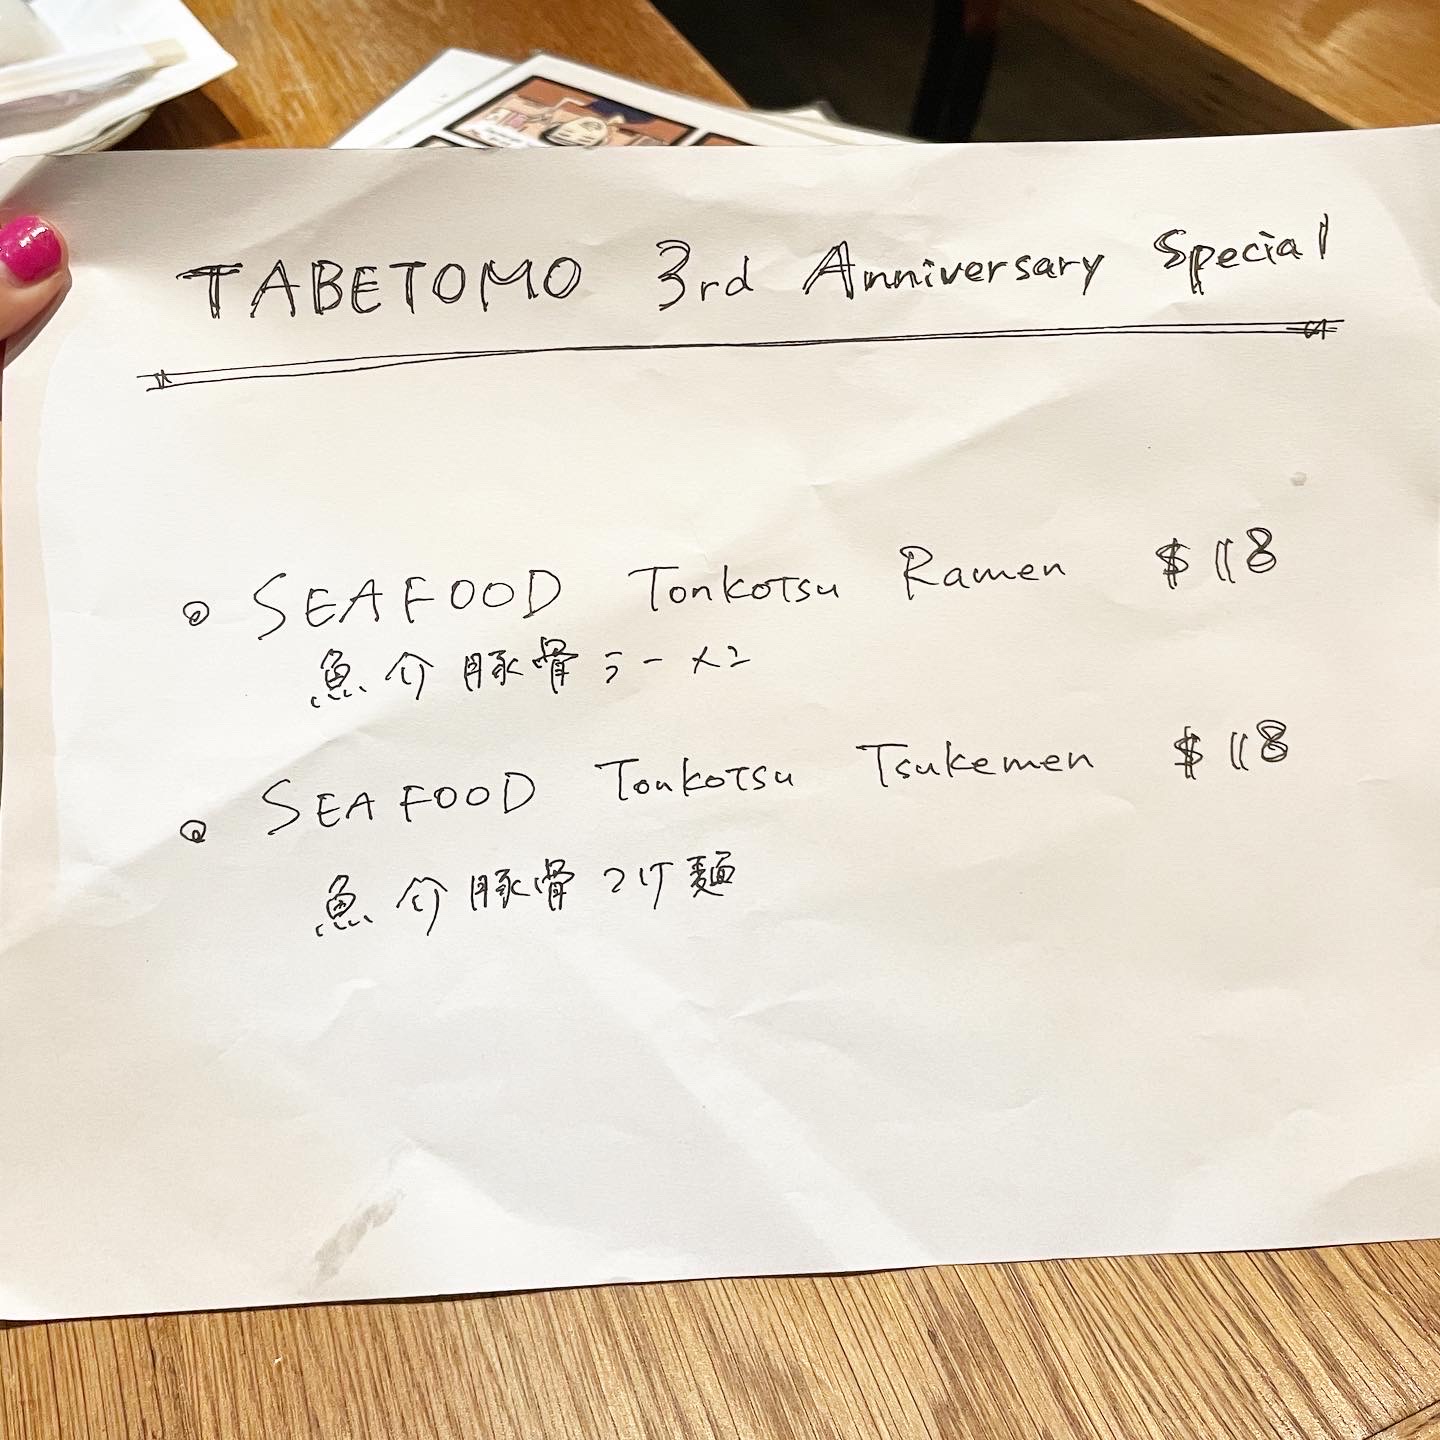 TABETOMO 3rd Anniversary Special
SEAFOOD Tonkotsu Ramen $18
魚介豚骨ラーメン
SEAFOOD Tonkotsu Tsukemen $18
魚介豚骨つけ麺